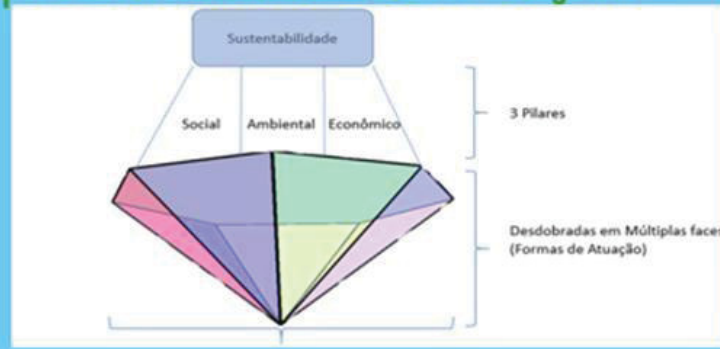 Sustentabilidade
Social Ambiental Econômico
3 Pilares
Desdobradas em Múltiplas faces
(Formas de Atuação)